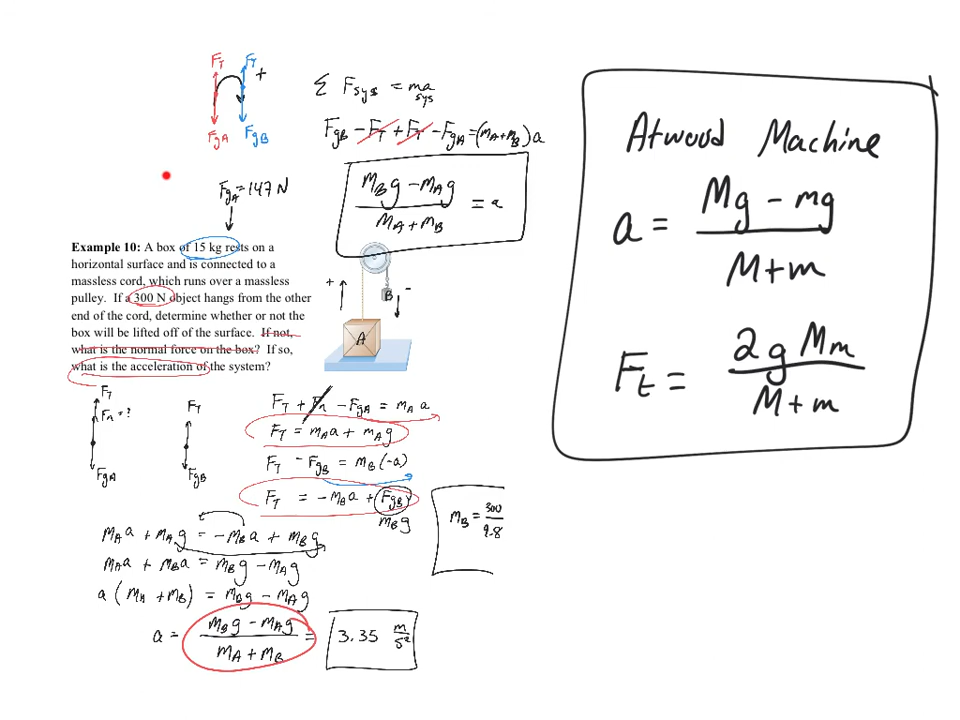 F_T F_T
+
F_gA F_gB
Σ F_sys = ma_sys
F_gB - F_T + F_T - F_gA = (m_A + m_B) a
F_gA = 147 N
(m_B g - m_A g) / (m_A + m_B) = a
Example 10: A box of 15 kg rests on a
horizontal surface and is connected to a
massless cord, which runs over a massless
pulley. If a 300 N object hangs from the other
end of the cord, determine whether or not the
box will be lifted off of the surface. If not,
what is the normal force on the box? If so,
what is the acceleration of the system?
+
B -
A
F_T
F_n = ?
F_gA
F_T
F_gB
F_T + F_n - F_gA = m_A a
F_T = m_A a + m_A g
F_T - F_gB = m_B (-a)
F_T = -m_B a + F_gB
m_B g
m_B = 300 / 9.8
m_A a + m_A g = -m_B a + m_B g
m_A a + m_B a = m_B g - m_A g
a (m_A + m_B) = m_B g - m_A g
a = (m_B g - m_A g) / (m_A + m_B) = 3.35 m/s²
Atwood Machine
a = (Mg - mg) / (M + m)
F_t = (2 g M m) / (M + m)